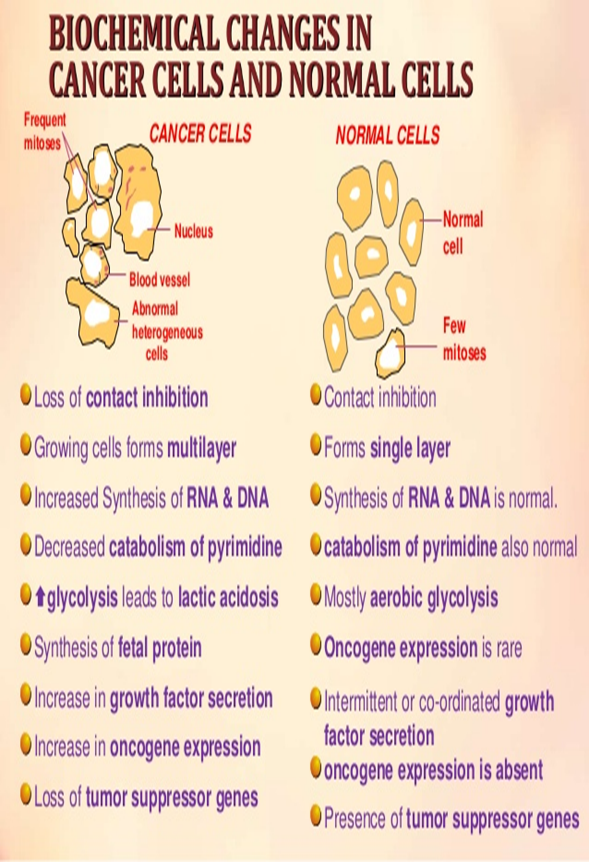 BIOCHEMICAL CHANGES IN
CANCER CELLS AND NORMAL CELLS
Frequent
mitoses
CANCER CELLS
Nucleus
Blood vessel
Abnormal
heterogeneous
cells
NORMAL CELLS
Normal
cell
Few
mitoses
Loss of contact inhibition
Growing cells forms multilayer
Increased Synthesis of RNA & DNA
Decreased catabolism of pyrimidine
⬆glycolysis leads to lactic acidosis
Synthesis of fetal protein
Increase in growth factor secretion
Increase in oncogene expression
Loss of tumor suppressor genes
Contact inhibition
Forms single layer
Synthesis of RNA & DNA is normal.
catabolism of pyrimidine also normal
Mostly aerobic glycolysis
Oncogene expression is rare
Intermittent or co-ordinated growth
factor secretion
oncogene expression is absent
Presence of tumor suppressor genes